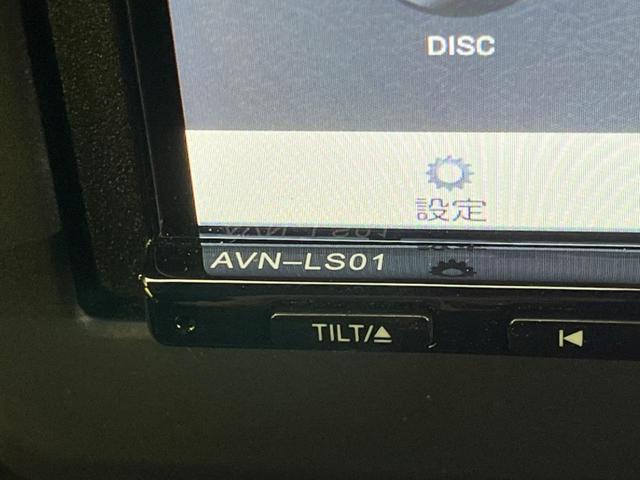 DISC
設定
AVN-LS01
TILT/⏏